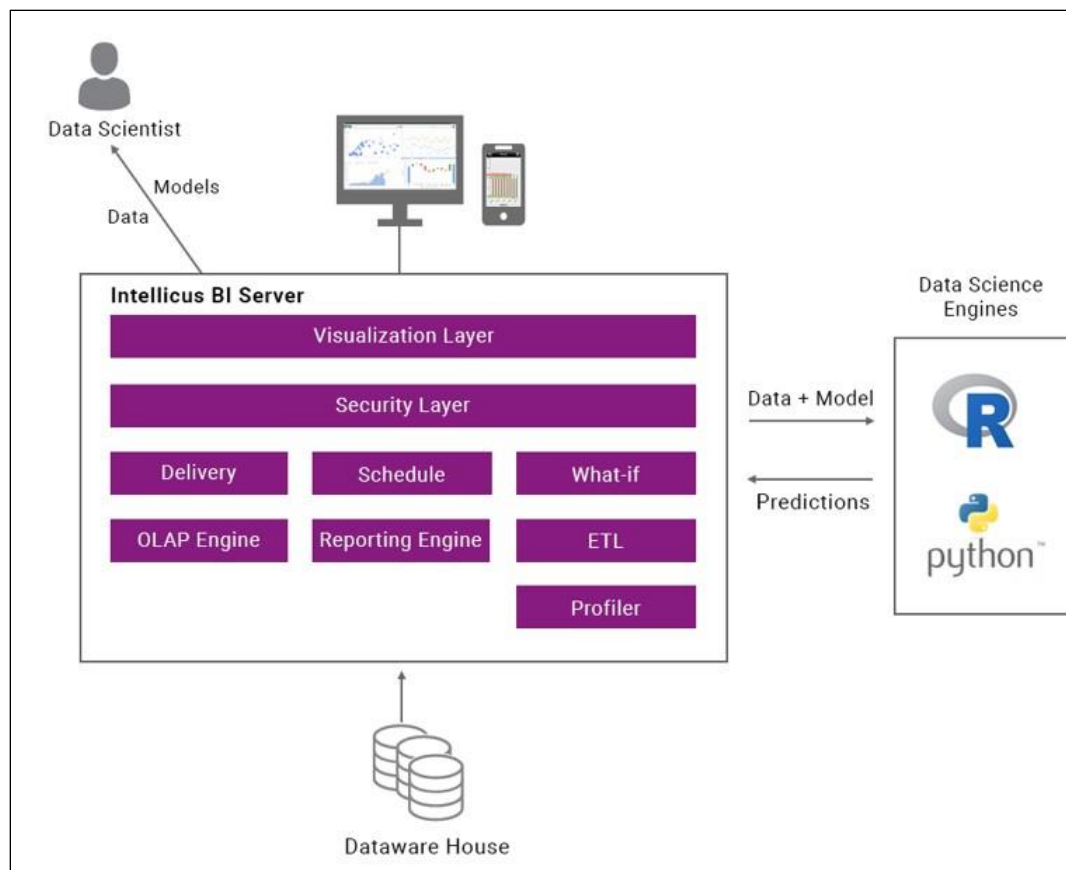 Data Scientist
Models
Data
Intellicus BI Server
Visualization Layer
Security Layer
Delivery
Schedule
What-if
OLAP Engine
Reporting Engine
ETL
Profiler
Data + Model
Predictions
Data Science
Engines
R
python™
Dataware House